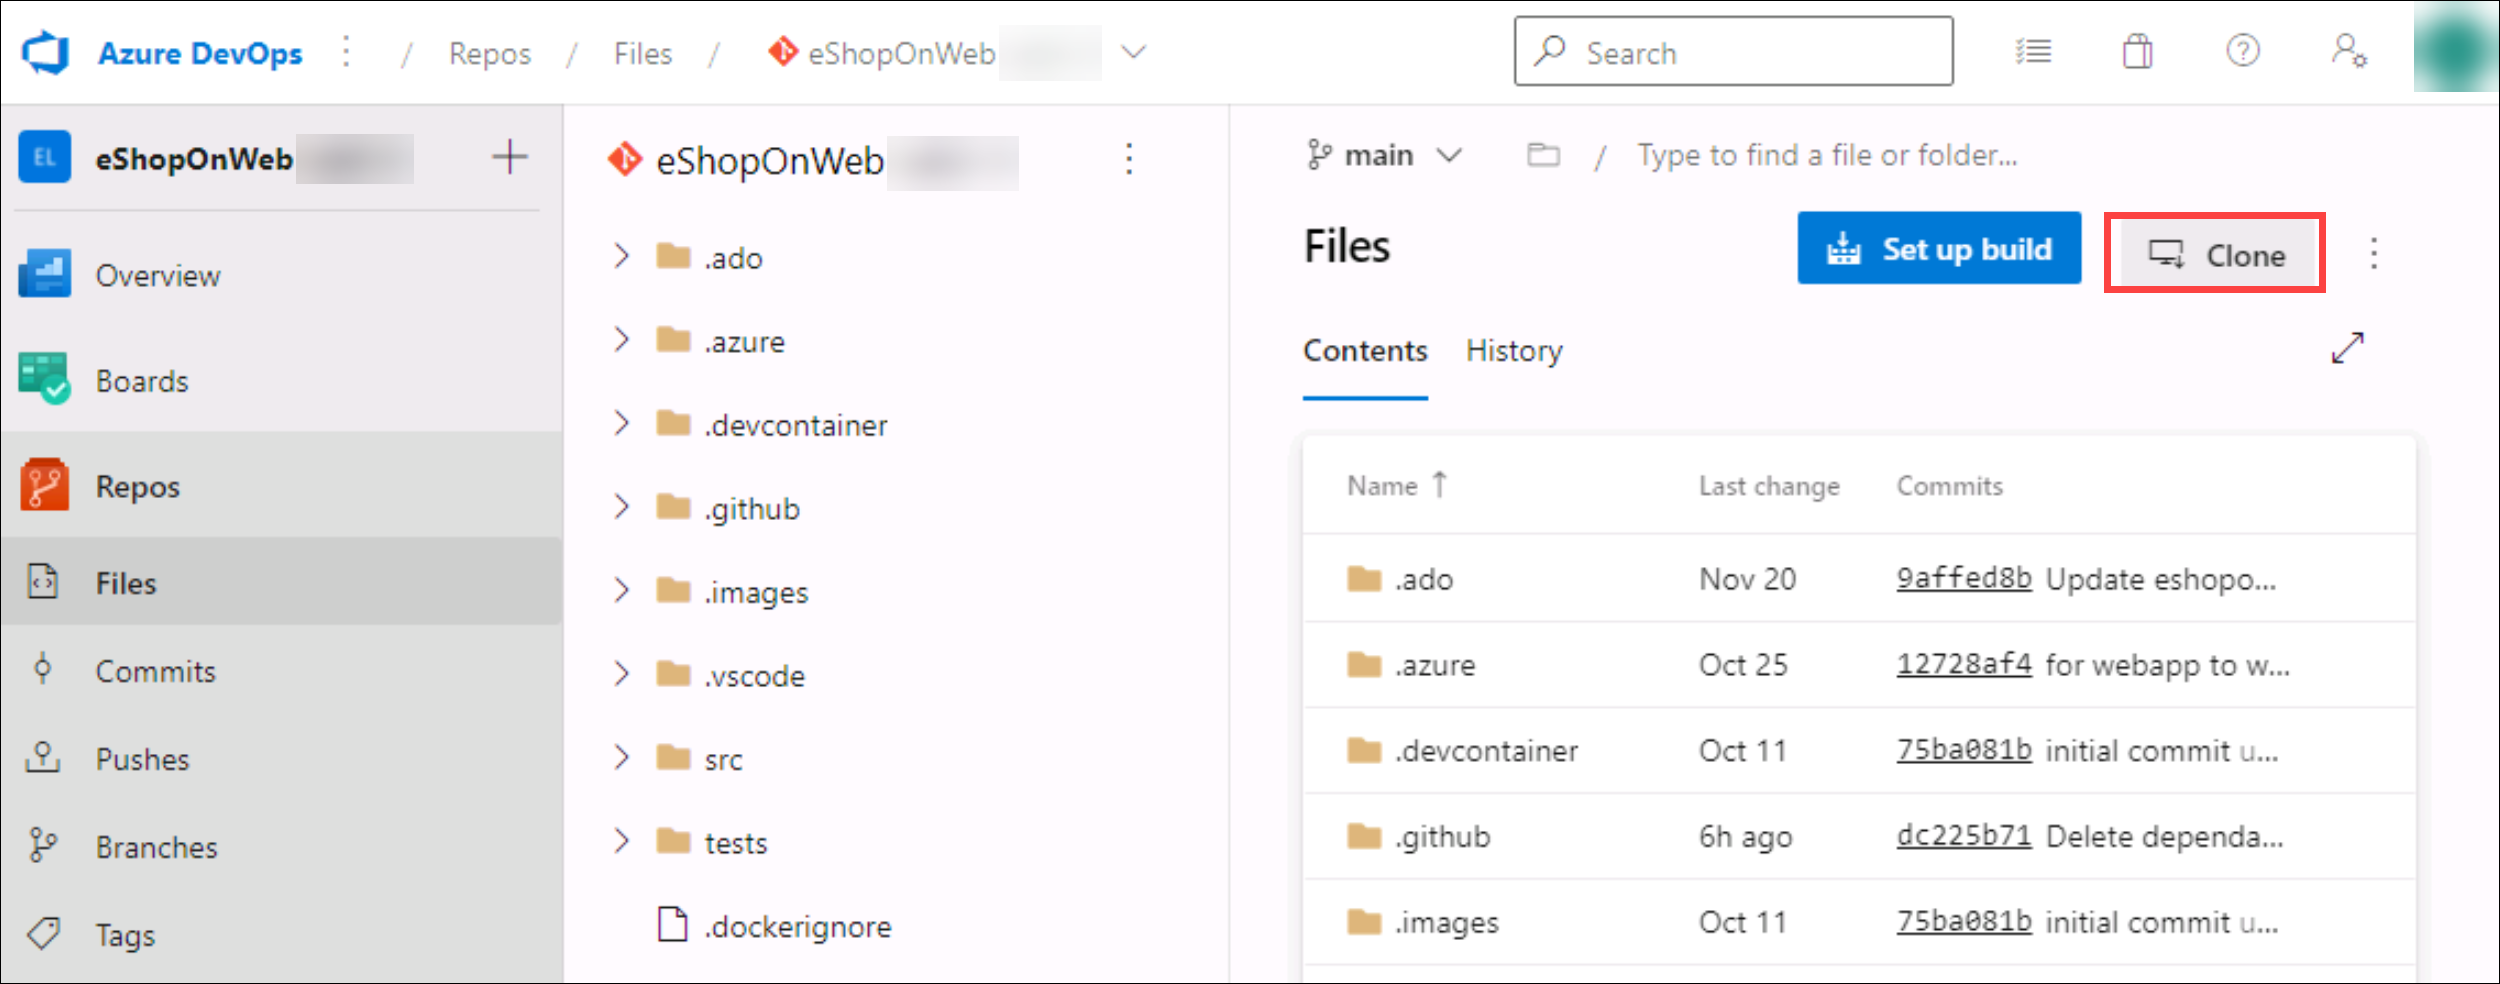 Azure DevOps / Repos / Files / eShopOnWeb
Search
EL eShopOnWeb
Overview
Boards
Repos
Files
Commits
Pushes
Branches
Tags
eShopOnWeb
.ado
.azure
.devcontainer
.github
.images
.vscode
src
tests
.dockerignore
main / Type to find a file or folder...
Files
Set up build
Clone
Contents History
Name ↑ Last change Commits
.ado Nov 20 9affed8b Update eshopo...
.azure Oct 25 12728af4 for webapp to w...
.devcontainer Oct 11 75ba081b initial commit u...
.github 6h ago dc225b71 Delete dependa...
.images Oct 11 75ba081b initial commit u...